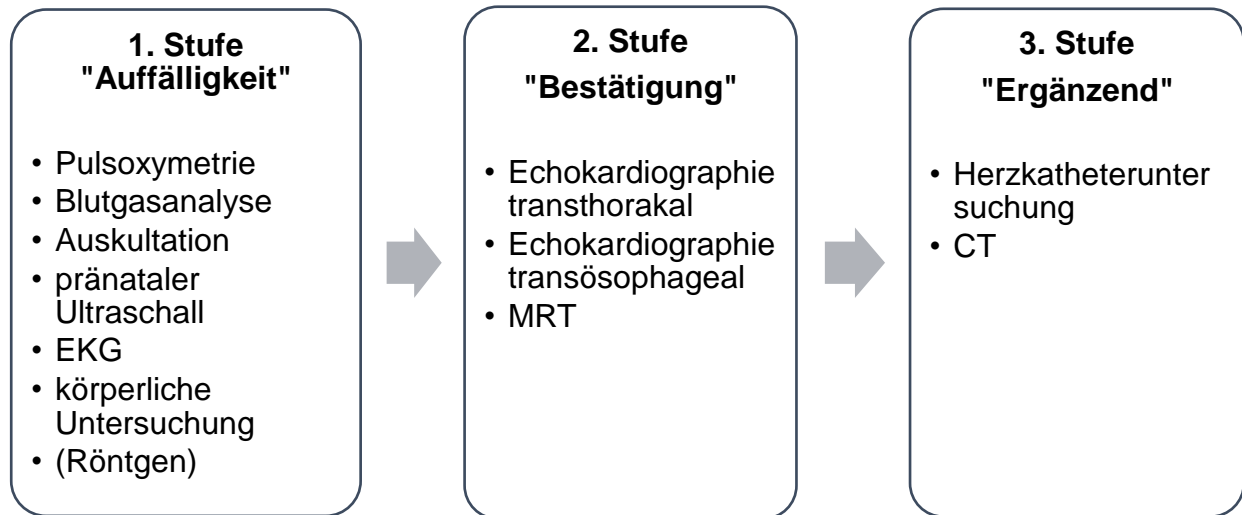 1. Stufe
"Auffälligkeit"
• Pulsoxymetrie
• Blutgasanalyse
• Auskultation
• pränataler
Ultraschall
• EKG
• körperliche
Untersuchung
• (Röntgen)
2. Stufe
"Bestätigung"
• Echokardiographie
transthorakal
• Echokardiographie
transösophageal
• MRT
3. Stufe
"Ergänzend"
• Herzkatheterunter
suchung
• CT